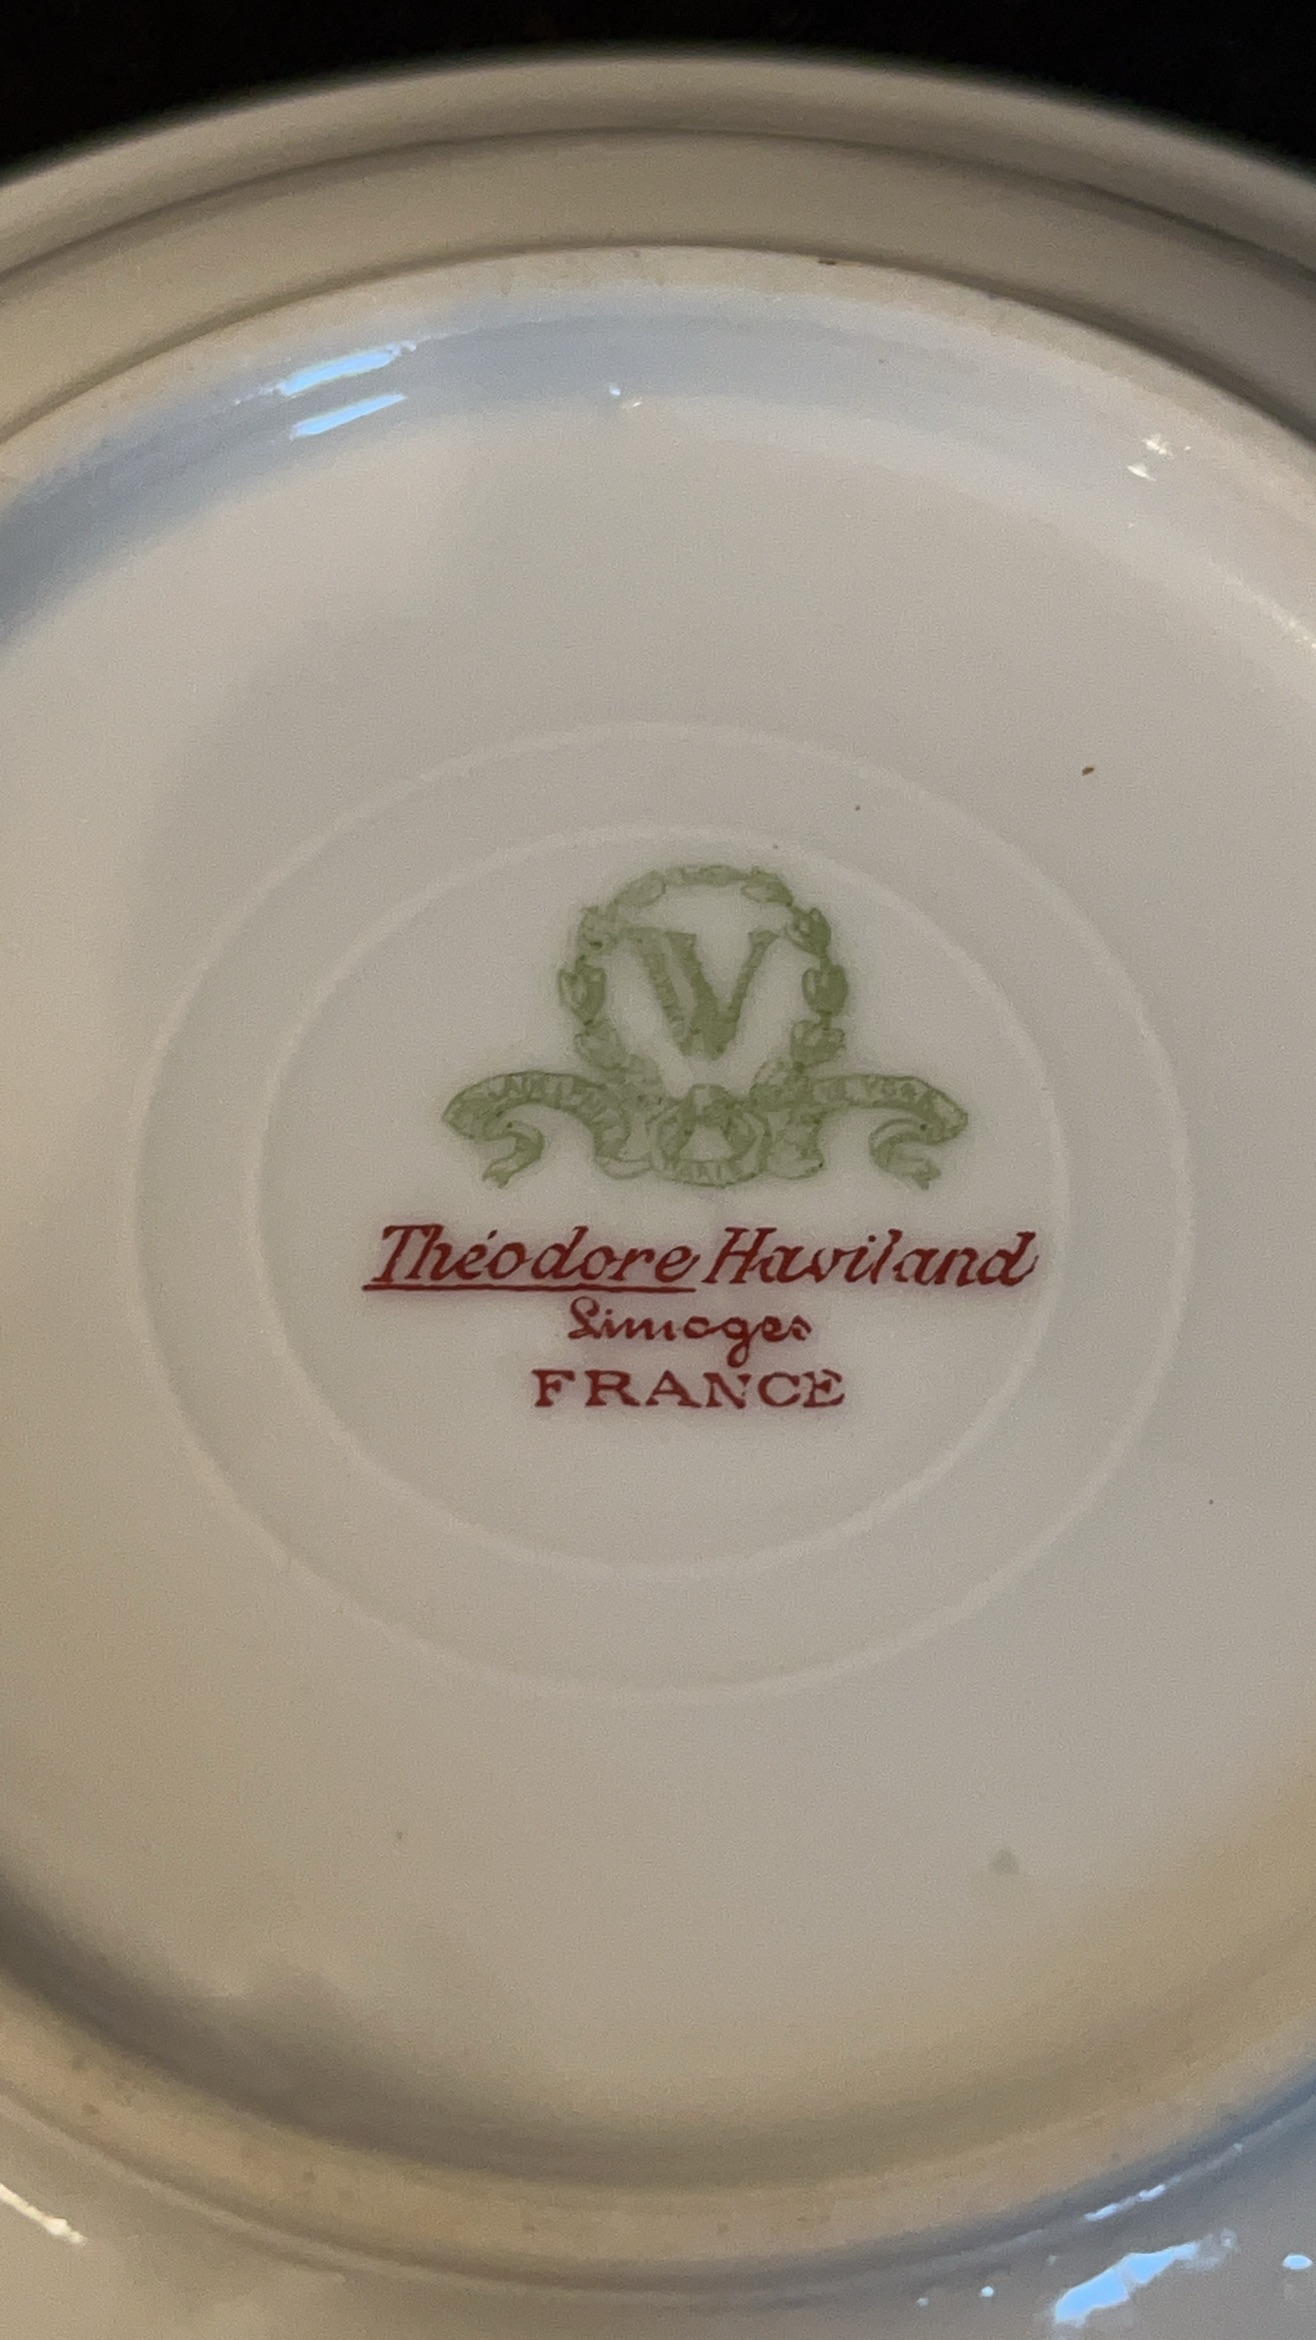 V
Théodore Haviland
Limoges
FRANCE